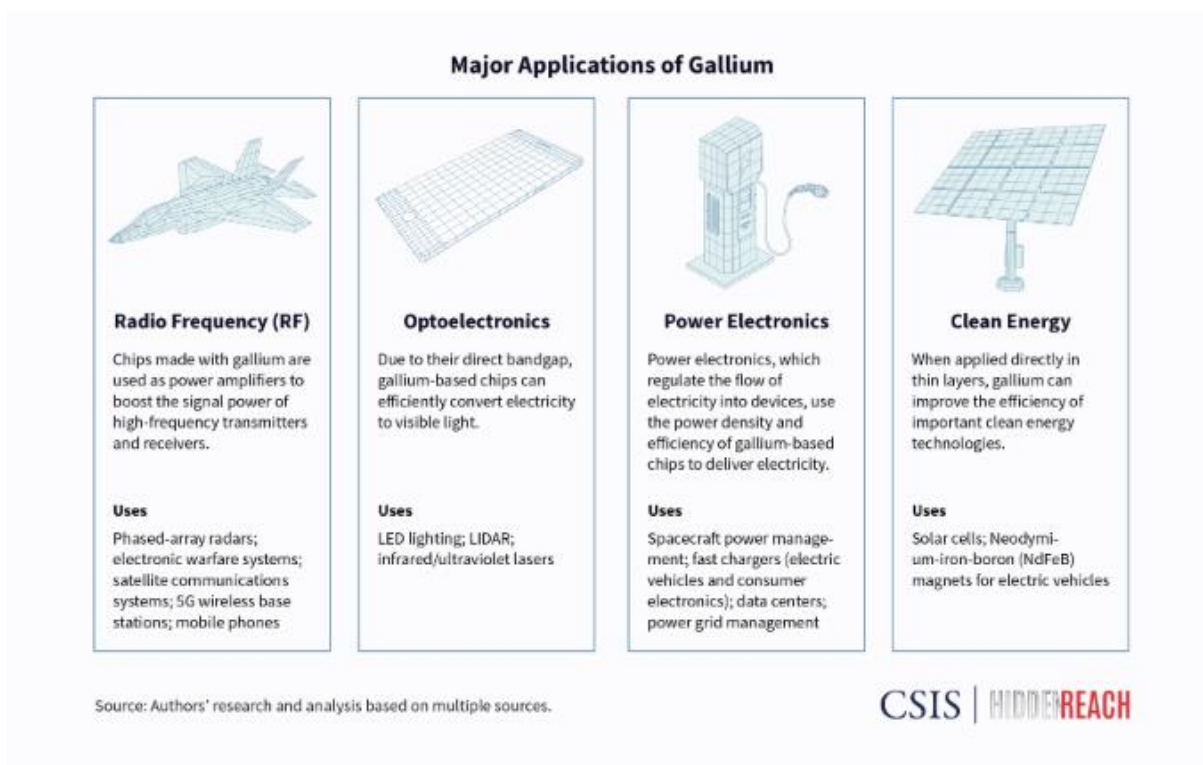 Major Applications of Gallium
Radio Frequency (RF)
Chips made with gallium are
used as power amplifiers to
boost the signal power of
high-frequency transmitters
and receivers.
Uses
Phased-array radars;
electronic warfare systems;
satellite communications
systems; 5G wireless base
stations; mobile phones
Optoelectronics
Due to their direct bandgap,
gallium-based chips can
efficiently convert electricity
to visible light.
Uses
LED lighting; LIDAR;
infrared/ultraviolet lasers
Power Electronics
Power electronics, which
regulate the flow of
electricity into devices, use
the power density and
efficiency of gallium-based
chips to deliver electricity.
Uses
Spacecraft power manage-
ment; fast chargers (electric
vehicles and consumer
electronics); data centers;
power grid management
Clean Energy
When applied directly in
thin layers, gallium can
improve the efficiency of
important clean energy
technologies.
Uses
Solar cells; Neodymi-
um-iron-boron (NdFeB)
magnets for electric vehicles
Source: Authors' research and analysis based on multiple sources.
CSIS | HIDDENREACH